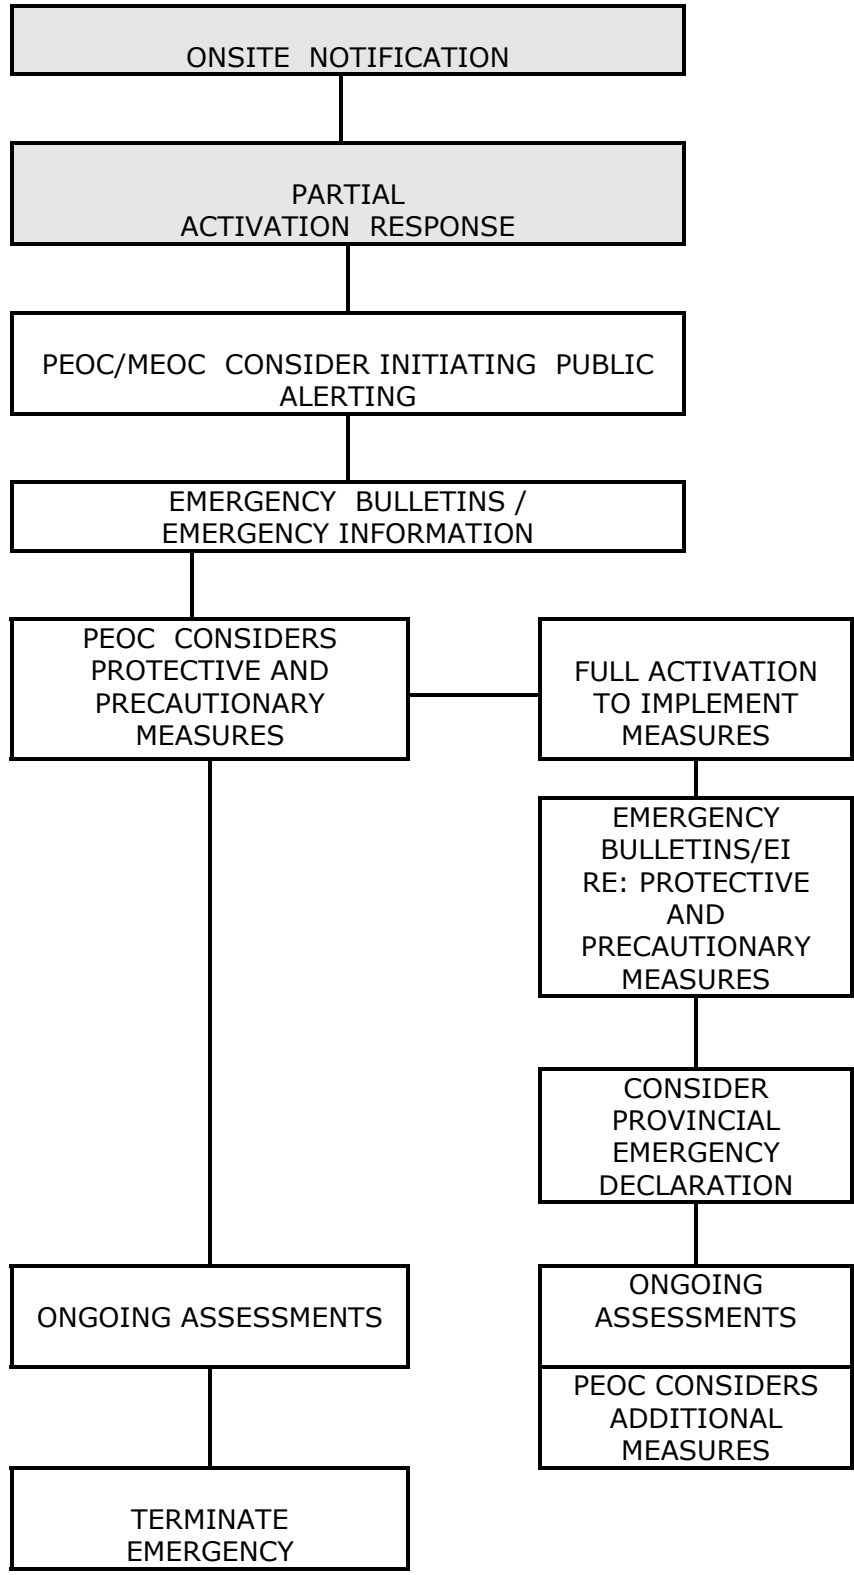 ONSITE NOTIFICATION
PARTIAL
ACTIVATION RESPONSE
PEOC/MEOC CONSIDER INITIATING PUBLIC
ALERTING
EMERGENCY BULLETINS /
EMERGENCY INFORMATION
PEOC CONSIDERS
PROTECTIVE AND
PRECAUTIONARY
MEASURES
FULL ACTIVATION
TO IMPLEMENT
MEASURES
EMERGENCY
BULLETINS/EI
RE: PROTECTIVE
AND
PRECAUTIONARY
MEASURES
CONSIDER
PROVINCIAL
EMERGENCY
DECLARATION
ONGOING ASSESSMENTS
ONGOING
ASSESSMENTS
PEOC CONSIDERS
ADDITIONAL
MEASURES
TERMINATE
EMERGENCY